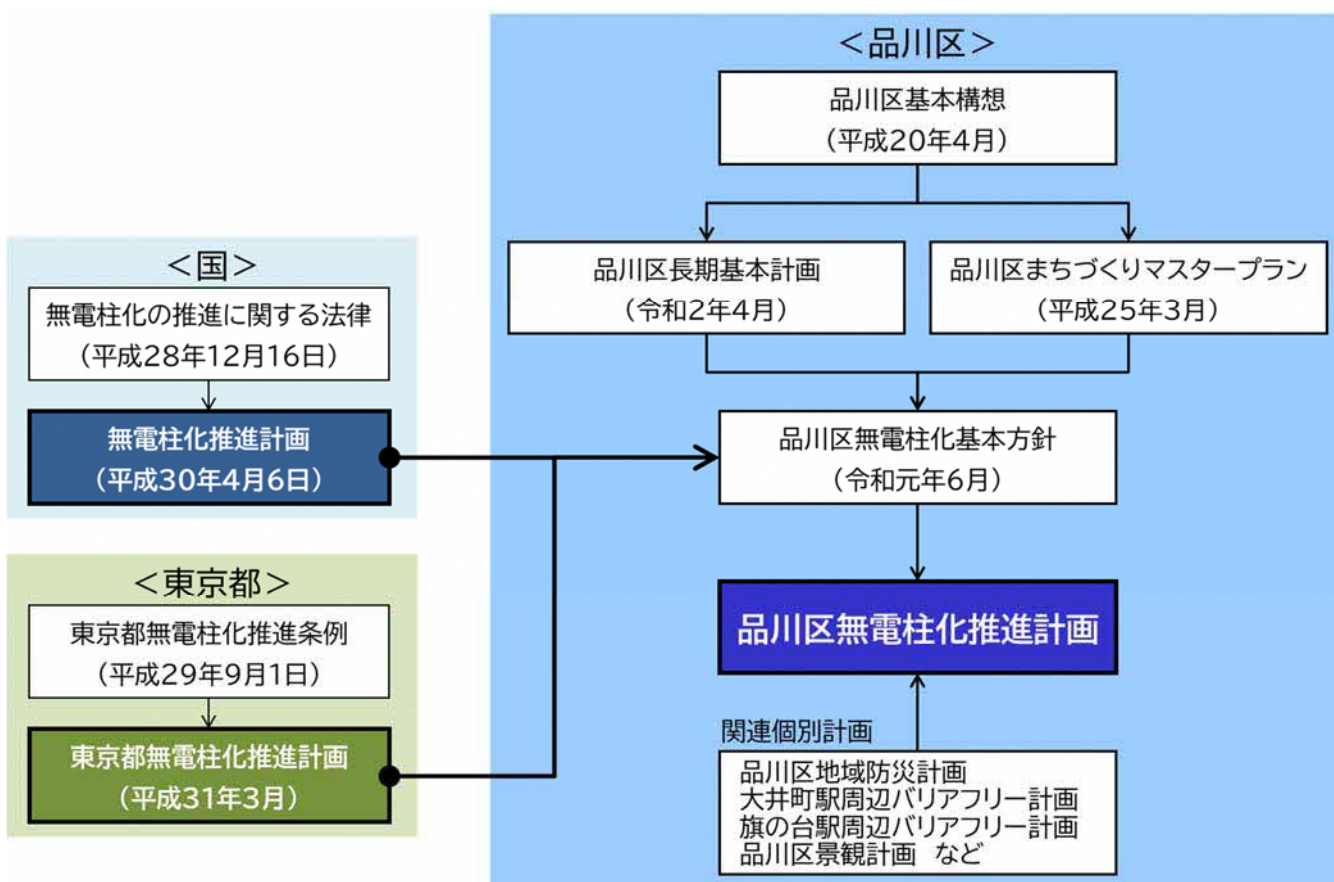 <国>
無電柱化の推進に関する法律
(平成28年12月16日)
無電柱化推進計画
(平成30年4月6日)
<東京都>
東京都無電柱化推進条例
(平成29年9月1日)
東京都無電柱化推進計画
(平成31年3月)
<品川区>
品川区基本構想
(平成20年4月)
品川区長期基本計画
(令和2年4月)
品川区まちづくりマスタープラン
(平成25年3月)
品川区無電柱化基本方針
(令和元年6月)
品川区無電柱化推進計画
関連個別計画
品川区地域防災計画
大井町駅周辺バリアフリー計画
旗の台駅周辺バリアフリー計画
品川区景観計画 など